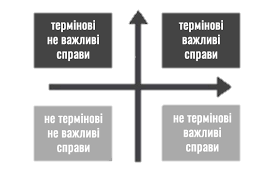 термінові
не важливі
справи
термінові
важливі
справи
не термінові
не важливі
справи
не термінові
важливі
справи